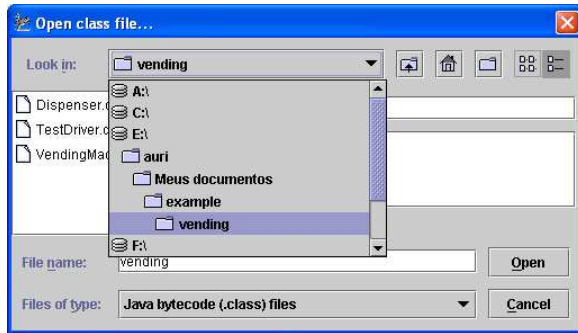 Open class file...
Look in: vending
A:\
C:\
E:\
auri
Meus documentos
example
vending
F:\
Dispenser.
TestDriver.
VendingMa
File name: vending Open
Files of type: Java bytecode (.class) files Cancel